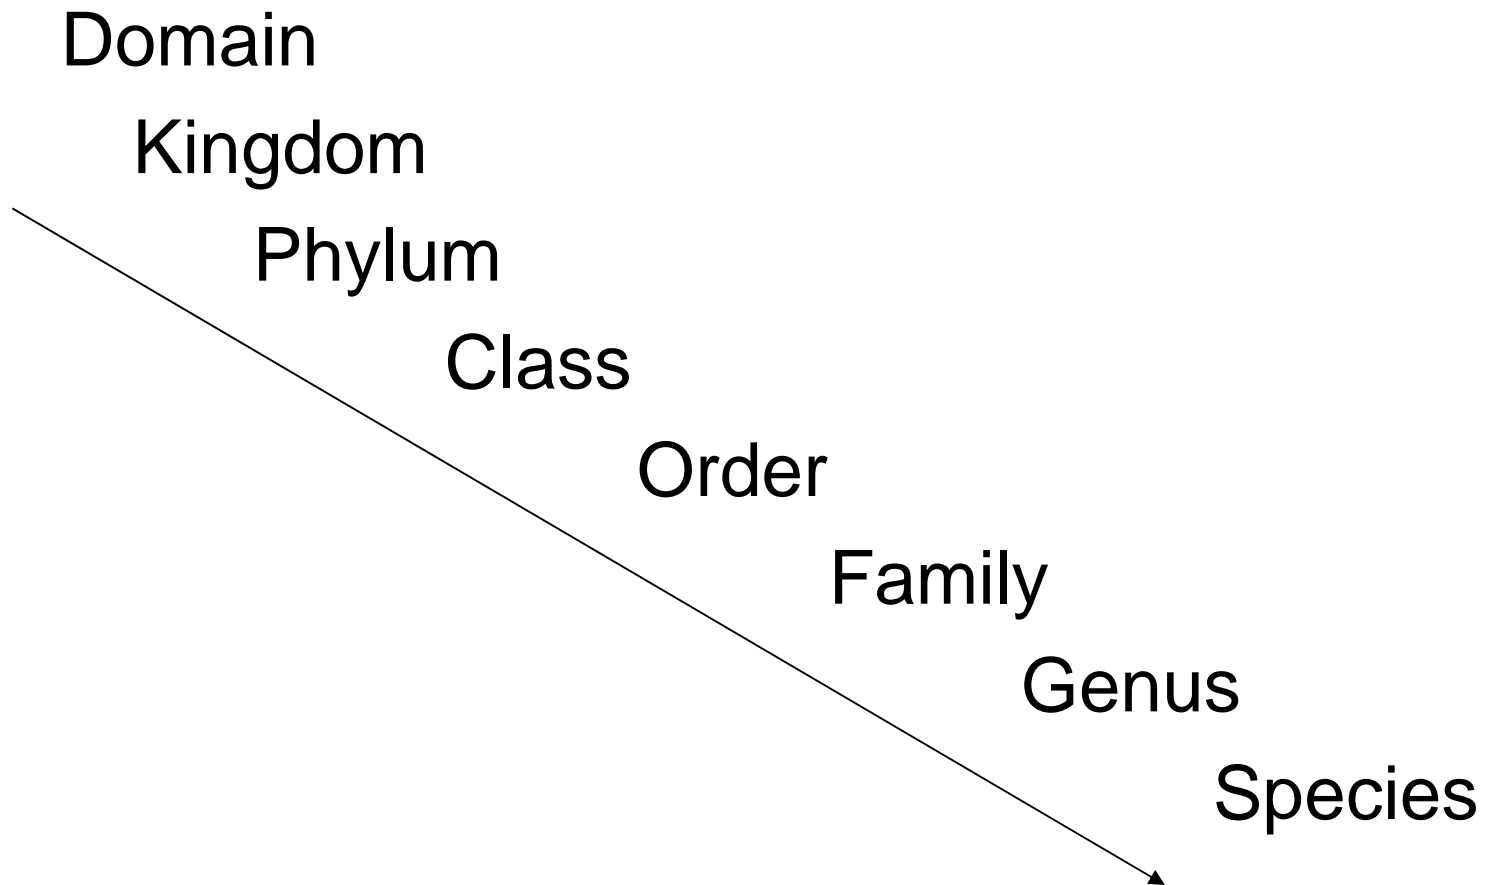 Domain
Kingdom
Phylum
Class
Order
Family
Genus
Species